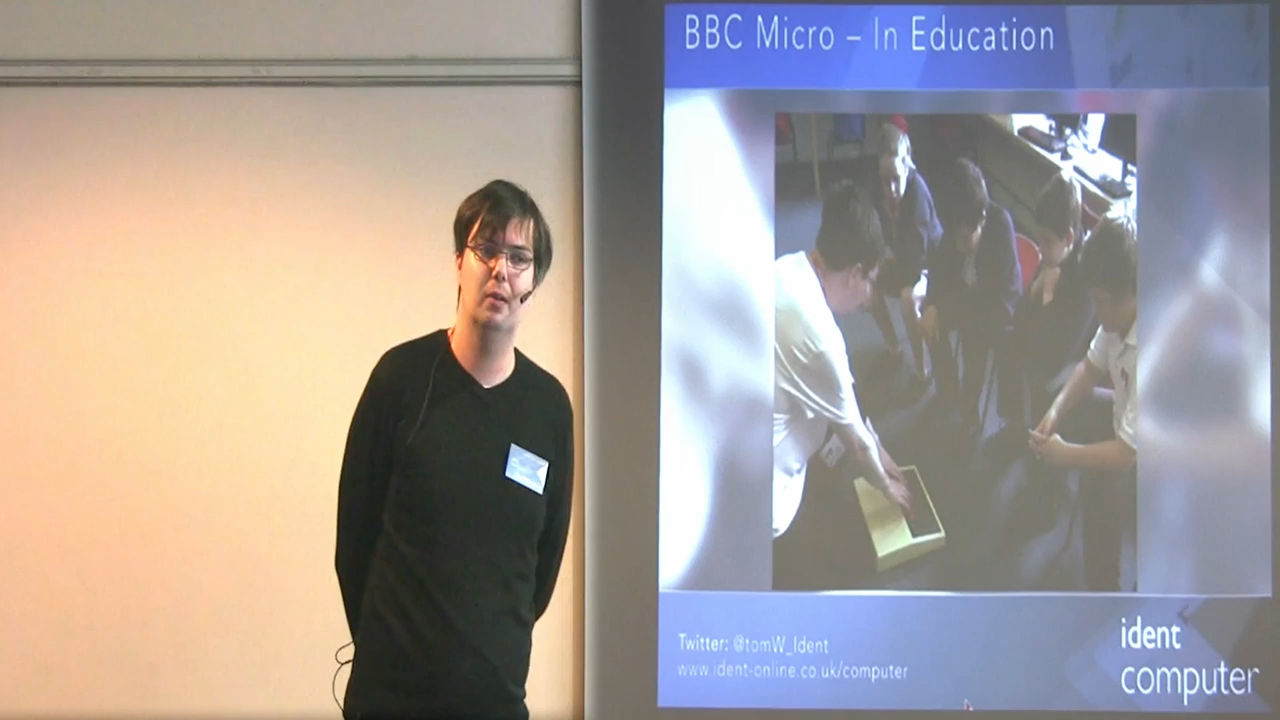 BBC Micro – In Education
Twitter: @tomW_Ident
www.ident-online.co.uk/computer
ident
computer